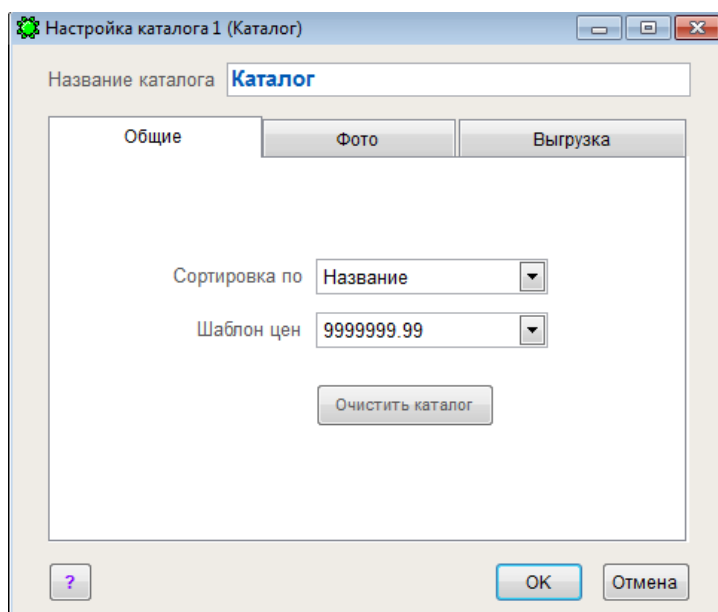 Настройка каталога 1 (Каталог)
Название каталога Каталог
Общие Фото Выгрузка
Сортировка по Название
Шаблон цен 9999999.99
Очистить каталог
? OK Отмена